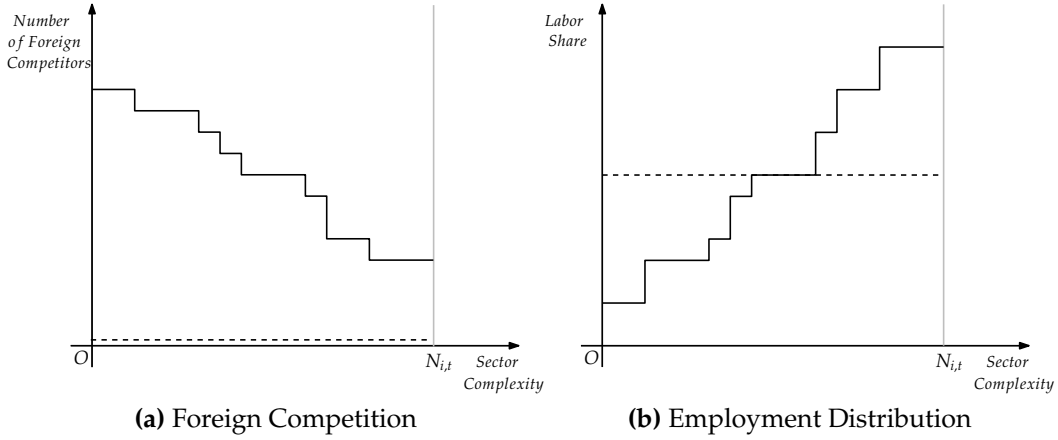 Number
of Foreign
Competitors
O
N_{i,t}
Sector
Complexity
(a) Foreign Competition
Labor
Share
O
N_{i,t}
Sector
Complexity
(b) Employment Distribution